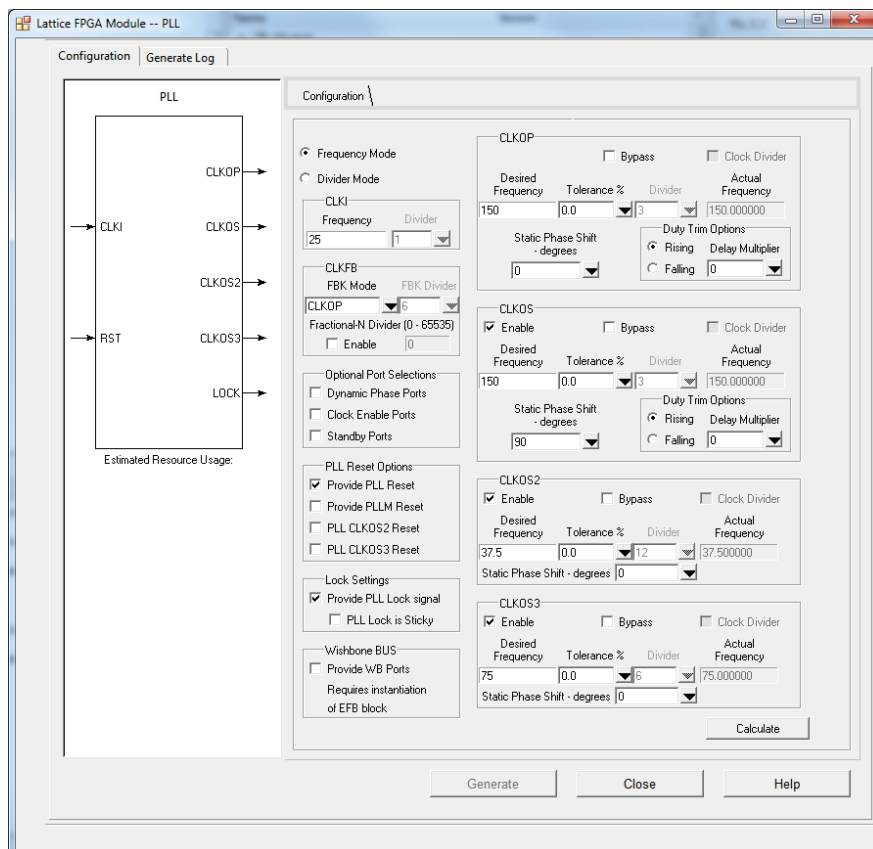 Lattice FPGA Module -- PLL
Configuration
Generate Log
PLL
CLKI
RST
CLKOP
CLKOS
CLKOS2
CLKOS3
LOCK
Estimated Resource Usage:
Configuration
Frequency Mode
Divider Mode
CLKI
Frequency Divider
25 1
CLKFB
FBK Mode FBK Divider
CLKOP 6
Fractional-N Divider (0 - 65535)
Enable 0
Optional Port Selections
Dynamic Phase Ports
Clock Enable Ports
Standby Ports
PLL Reset Options
Provide PLL Reset
Provide PLLM Reset
PLL CLKOS2 Reset
PLL CLKOS3 Reset
Lock Settings
Provide PLL Lock signal
PLL Lock is Sticky
Wishbone BUS
Provide WB Ports
Requires instantiation
of EFB block
CLKOP
Bypass Clock Divider
Desired Frequency Tolerance % Divider Actual Frequency
150 0.0 3 150.000000
Static Phase Shift
- degrees
0
Duty Trim Options
Rising Delay Multiplier
Falling 0
CLKOS
Enable Bypass Clock Divider
Desired Frequency Tolerance % Divider Actual Frequency
150 0.0 3 150.000000
Static Phase Shift
- degrees
90
Duty Trim Options
Rising Delay Multiplier
Falling 0
CLKOS2
Enable Bypass Clock Divider
Desired Frequency Tolerance % Divider Actual Frequency
37.5 0.0 12 37.500000
Static Phase Shift - degrees 0
CLKOS3
Enable Bypass Clock Divider
Desired Frequency Tolerance % Divider Actual Frequency
75 0.0 6 75.000000
Static Phase Shift - degrees 0
Calculate
Generate Close Help